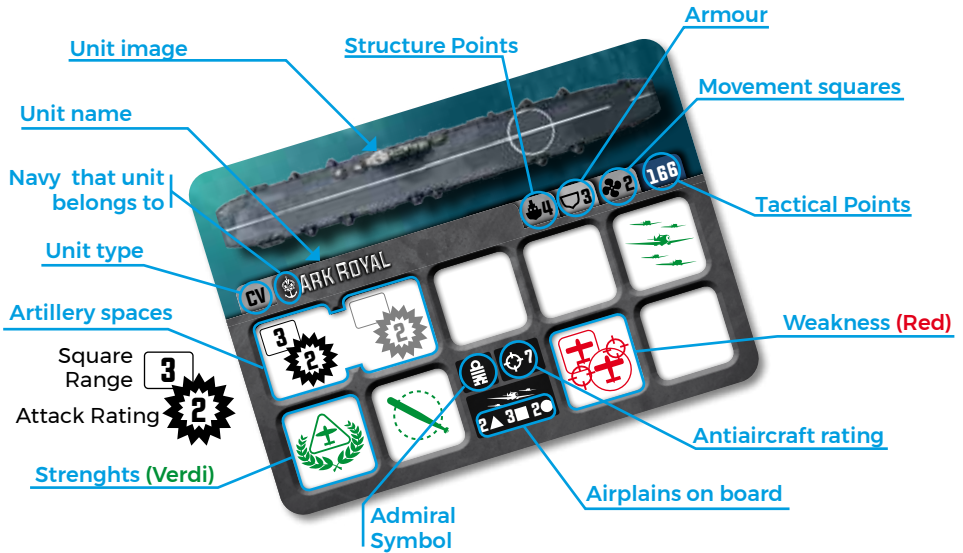 Armour
Structure Points
Unit image
Movement squares
Unit name
Navy that unit
belongs to
4
3
2
166
Tactical Points
Unit type
CV
ARK ROYAL
Artillery spaces
3
2
2
Weakness (Red)
Square
Range
3
Attack Rating
2
7
2 3 2
Antiaircraft rating
Strenghts (Verdi)
Airplains on board
Admiral
Symbol